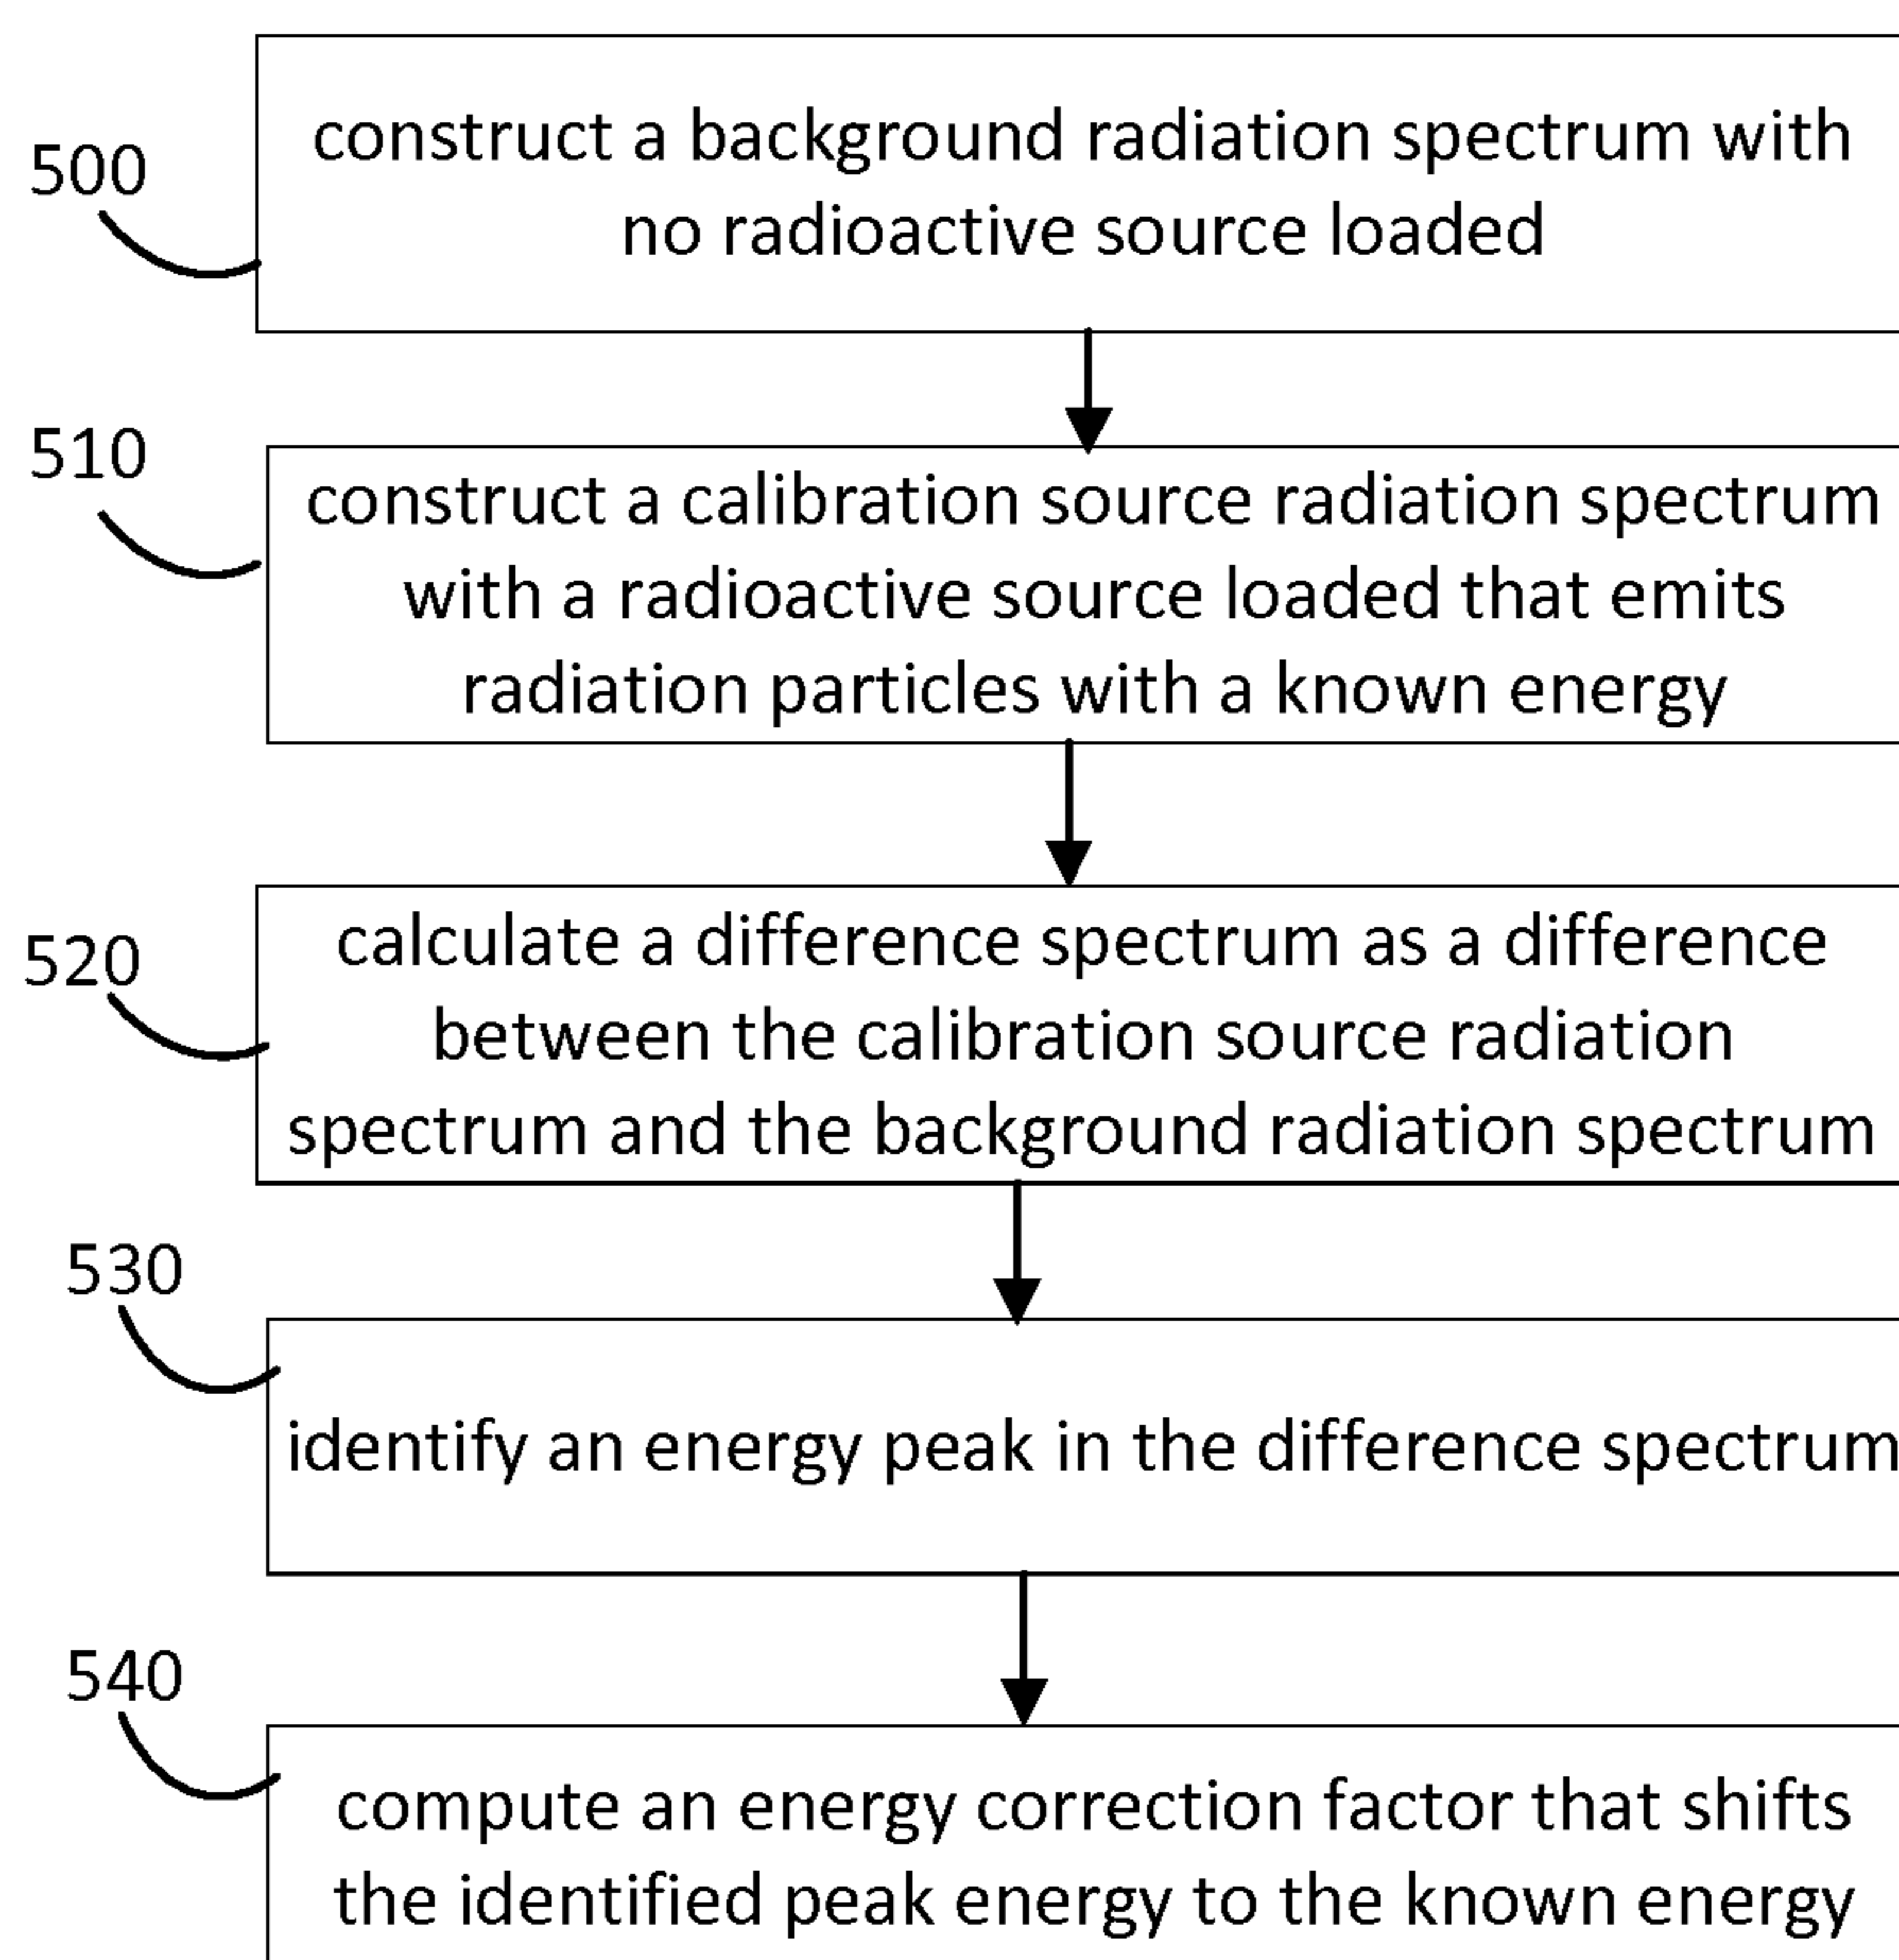 500
construct a background radiation spectrum with
no radioactive source loaded
510
construct a calibration source radiation spectrum
with a radioactive source loaded that emits
radiation particles with a known energy
520
calculate a difference spectrum as a difference
between the calibration source radiation
spectrum and the background radiation spectrum
530
identify an energy peak in the difference spectrum
540
compute an energy correction factor that shifts
the identified peak energy to the known energy